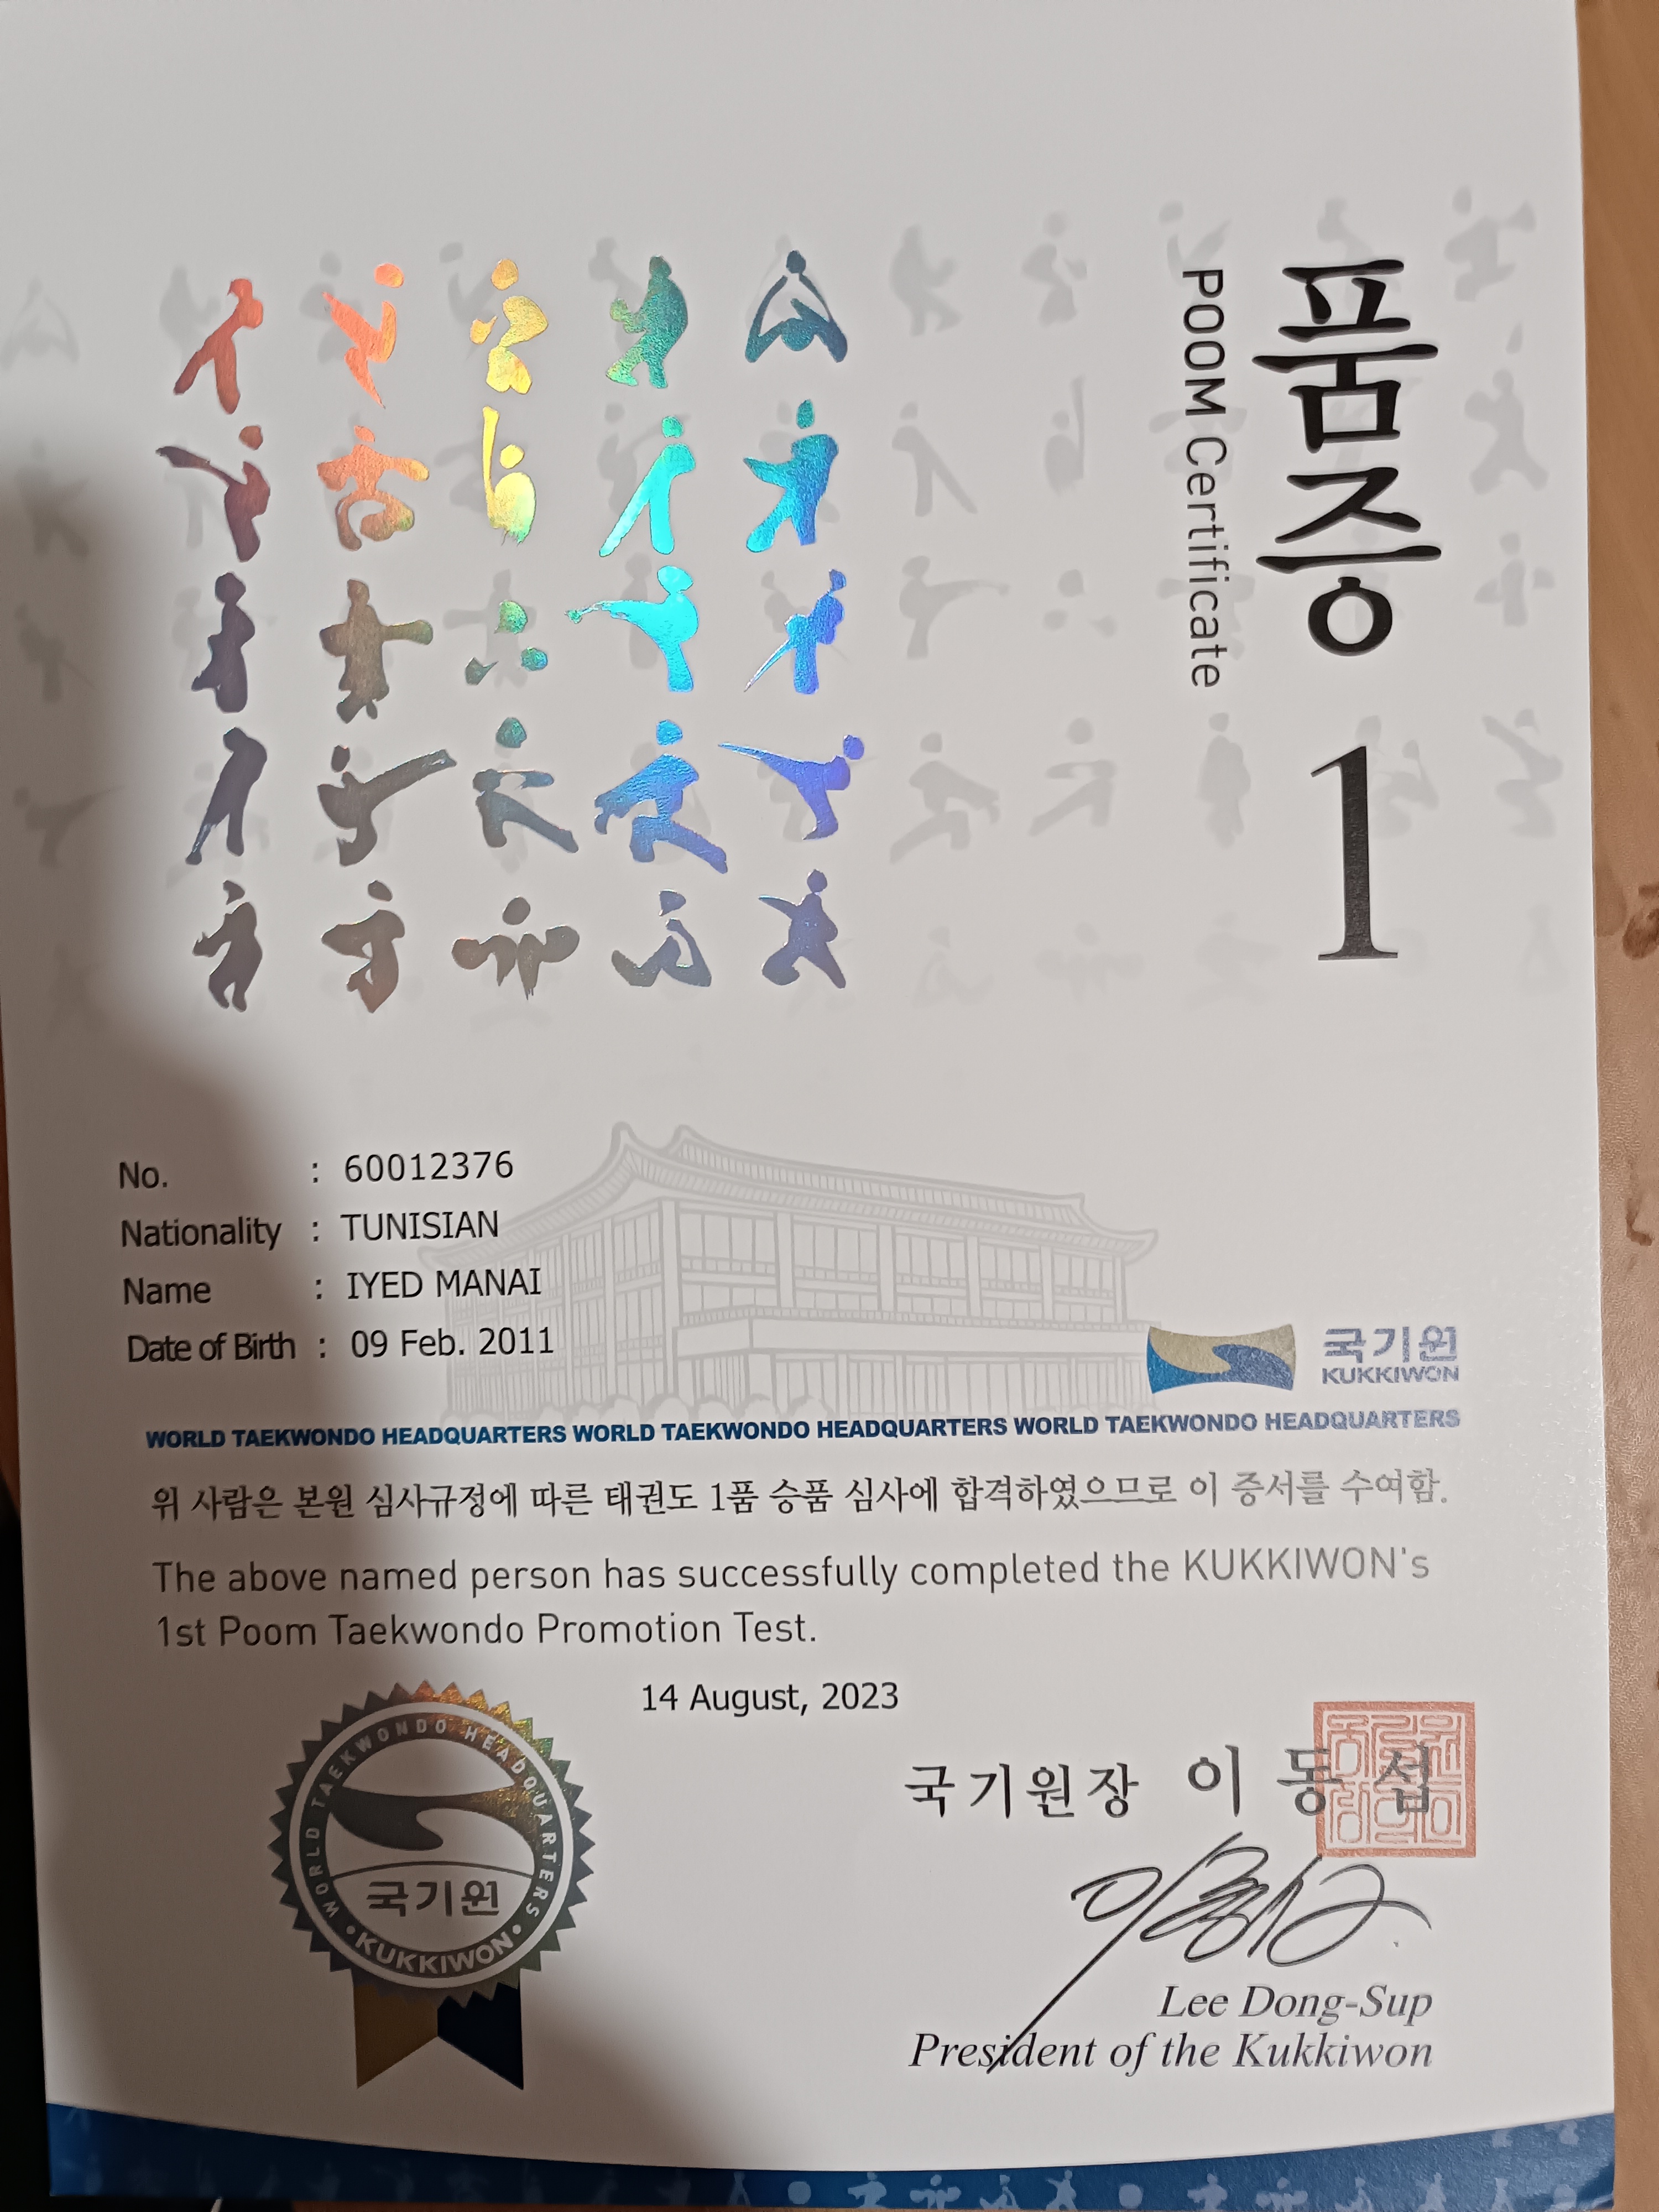 품증 1
POOM Certificate
No. : 60012376
Nationality : TUNISIAN
Name : IYED MANAI
Date of Birth : 09 Feb. 2011
국기원
KUKKIWON
WORLD TAEKWONDO HEADQUARTERS WORLD TAEKWONDO HEADQUARTERS WORLD TAEKWONDO HEADQUARTERS
위 사람은 본원 심사규정에 따른 태권도 1품 승품 심사에 합격하였으므로 이 증서를 수여함.
The above named person has successfully completed the KUKKIWON's
1st Poom Taekwondo Promotion Test.
14 August, 2023
WORLD TAEKWONDO HEADQUARTERS
국기원
• KUKKIWON •
국기원장 이동섭
Lee Dong-Sup
President of the Kukkiwon